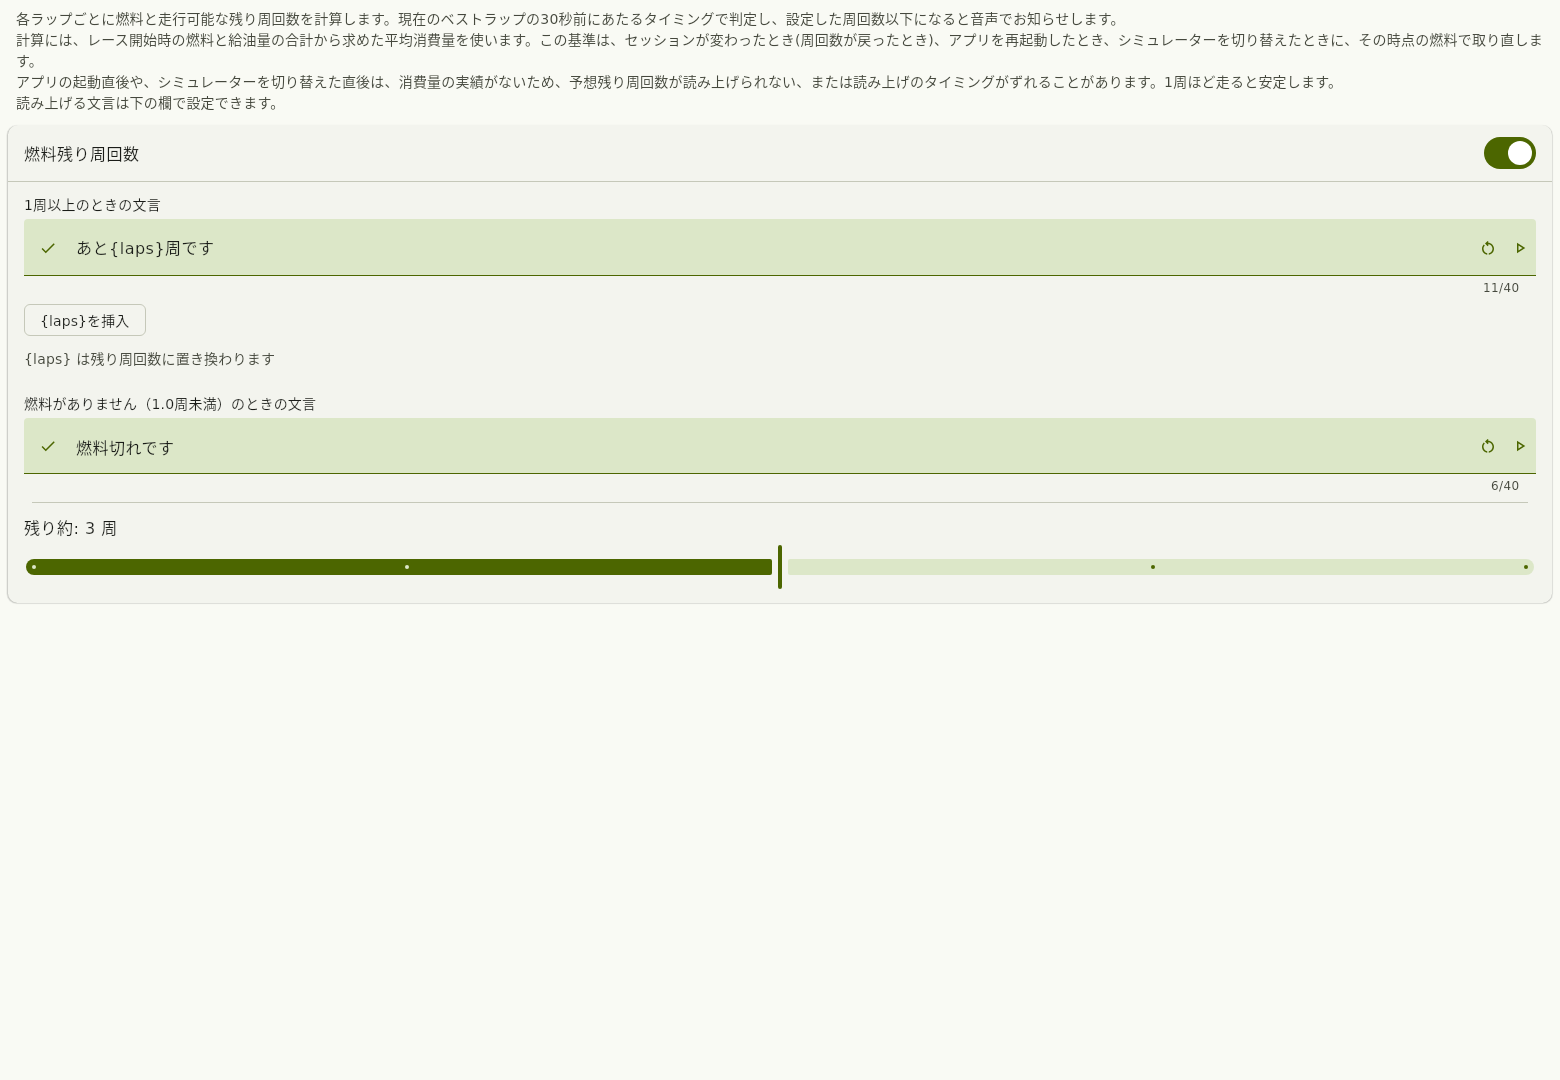 各ラップごとに燃料と走行可能な残り周回数を計算します。現在のベストラップの30秒前にあたるタイミングで判定し、設定した周回数以下になると音声でお知らせします。
計算には、レース開始時の燃料と給油量の合計から求めた平均消費量を使います。この基準は、セッションが変わったとき(周回数が戻ったとき)、アプリを再起動したとき、シミュレーターを切り替えたときに、その時点の燃料で取り直しま
す。
アプリの起動直後や、シミュレーターを切り替えた直後は、消費量の実績がないため、予想残り周回数が読み上げられない、または読み上げのタイミングがずれることがあります。1周ほど走ると安定します。
読み上げる文言は下の欄で設定できます。
燃料残り周回数
1周以上のときの文言
あと{laps}周です
11/40
{laps}を挿入
{laps} は残り周回数に置き換わります
燃料がありません（1.0周未満）のときの文言
燃料切れです
6/40
残り約: 3 周